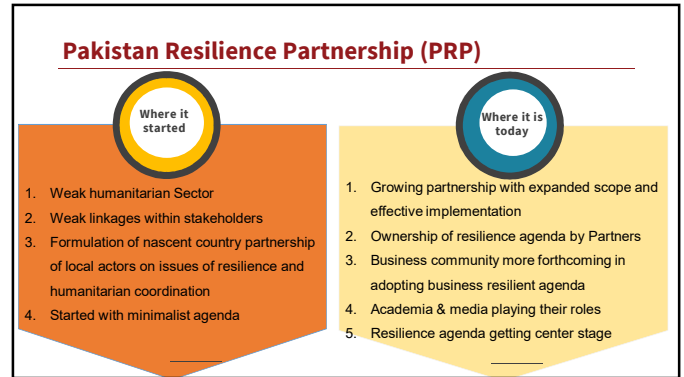 Pakistan Resilience Partnership (PRP)
Where it
started
1. Weak humanitarian Sector
2. Weak linkages within stakeholders
3. Formulation of nascent country partnership
of local actors on issues of resilience and
humanitarian coordination
4. Started with minimalist agenda
Where it is
today
1. Growing partnership with expanded scope and
effective implementation
2. Ownership of resilience agenda by Partners
3. Business community more forthcoming in
adopting business resilient agenda
4. Academia & media playing their roles
5. Resilience agenda getting center stage